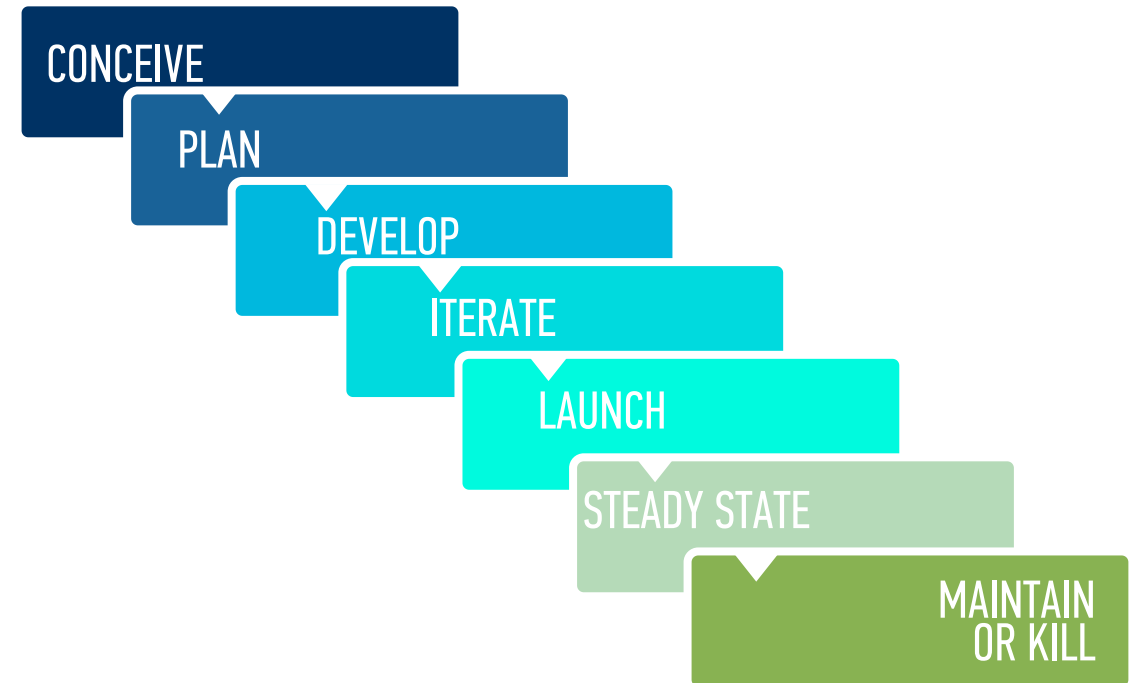 CONCEIVE
PLAN
DEVELOP
ITERATE
LAUNCH
STEADY STATE
MAINTAIN
OR KILL